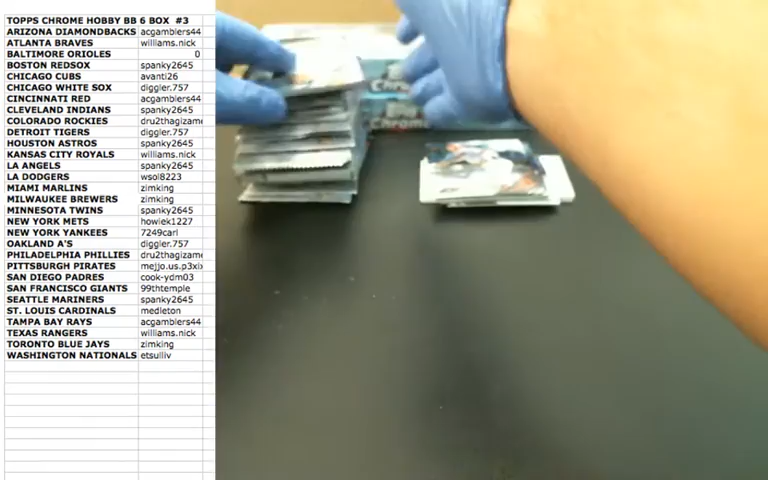 TOPPS CHROME HOBBY BB 6 BOX #3
ARIZONA DIAMONDBACKS acgamblers44
ATLANTA BRAVES williams.nick
BALTIMORE ORIOLES 0
BOSTON REDSOX spanky2645
CHICAGO CUBS avanti26
CHICAGO WHITE SOX diggler.757
CINCINNATI RED acgamblers44
CLEVELAND INDIANS spanky2645
COLORADO ROCKIES dru2thagizame
DETROIT TIGERS diggler.757
HOUSTON ASTROS spanky2645
KANSAS CITY ROYALS williams.nick
LA ANGELS spanky2645
LA DODGERS wsol8223
MIAMI MARLINS zimking
MILWAUKEE BREWERS zimking
MINNESOTA TWINS spanky2645
NEW YORK METS howiek1227
NEW YORK YANKEES 7249carl
OAKLAND A'S diggler.757
PHILADELPHIA PHILLIES dru2thagizame
PITTSBURGH PIRATES mejjo.us.p3xix
SAN DIEGO PADRES cook-ydm03
SAN FRANCISCO GIANTS 99thtemple
SEATTLE MARINERS spanky2645
ST. LOUIS CARDINALS medleton
TAMPA BAY RAYS acgamblers44
TEXAS RANGERS williams.nick
TORONTO BLUE JAYS zimking
WASHINGTON NATIONALS etsulliv
Chrome
Chrome